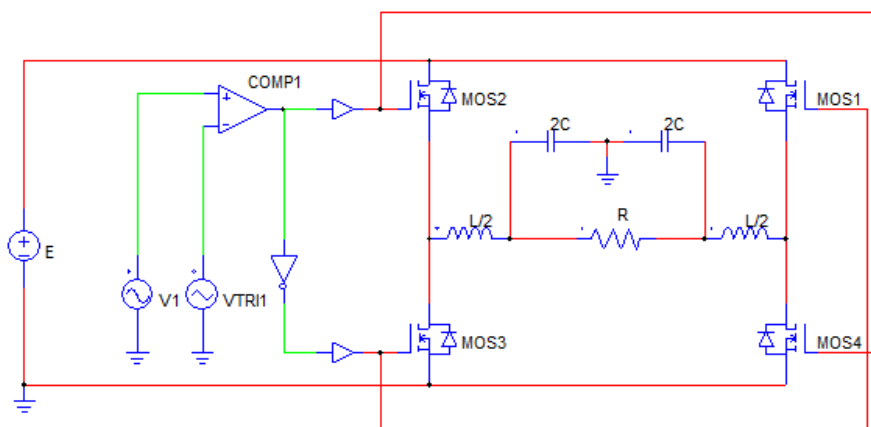 COMP1
MOS2
MOS1
2C
2C
L/2
R
L/2
E
V1
VTRI1
MOS3
MOS4